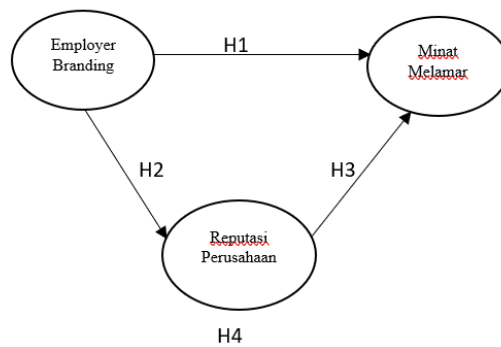 Employer
Branding
H1
Minat
Melamar
H2
H3
Reputasi
Perusahaan
H4